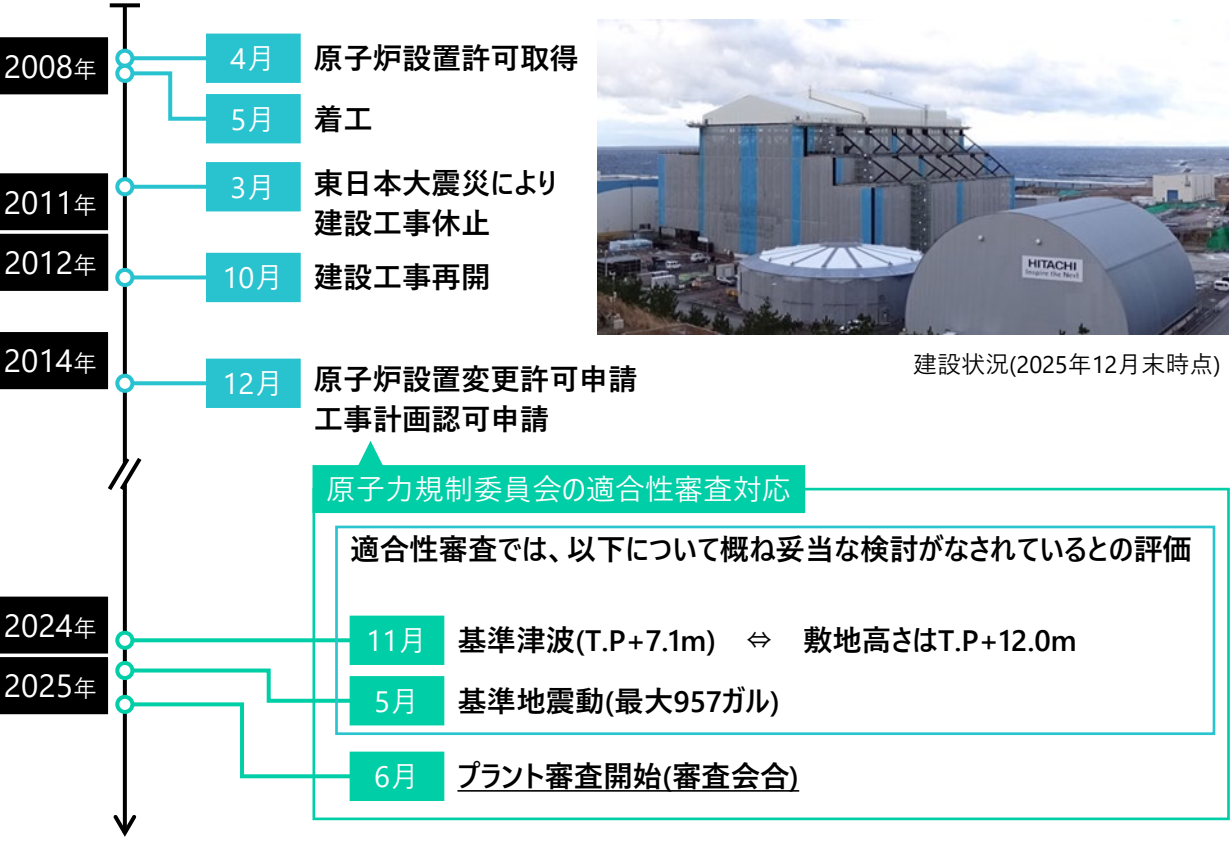 2008年
4月 原子炉設置許可取得
5月 着工
2011年
3月 東日本大震災により
建設工事休止
2012年
10月 建設工事再開
HITACHI
Inspire the Next
建設状況(2025年12月末時点)
2014年
12月 原子炉設置変更許可申請
工事計画認可申請
原子力規制委員会の適合性審査対応
適合性審査では、以下について概ね妥当な検討がなされているとの評価
2024年
11月 基準津波(T.P+7.1m) ⇔ 敷地高さはT.P+12.0m
2025年
5月 基準地震動(最大957ガル)
6月 プラント審査開始(審査会合)